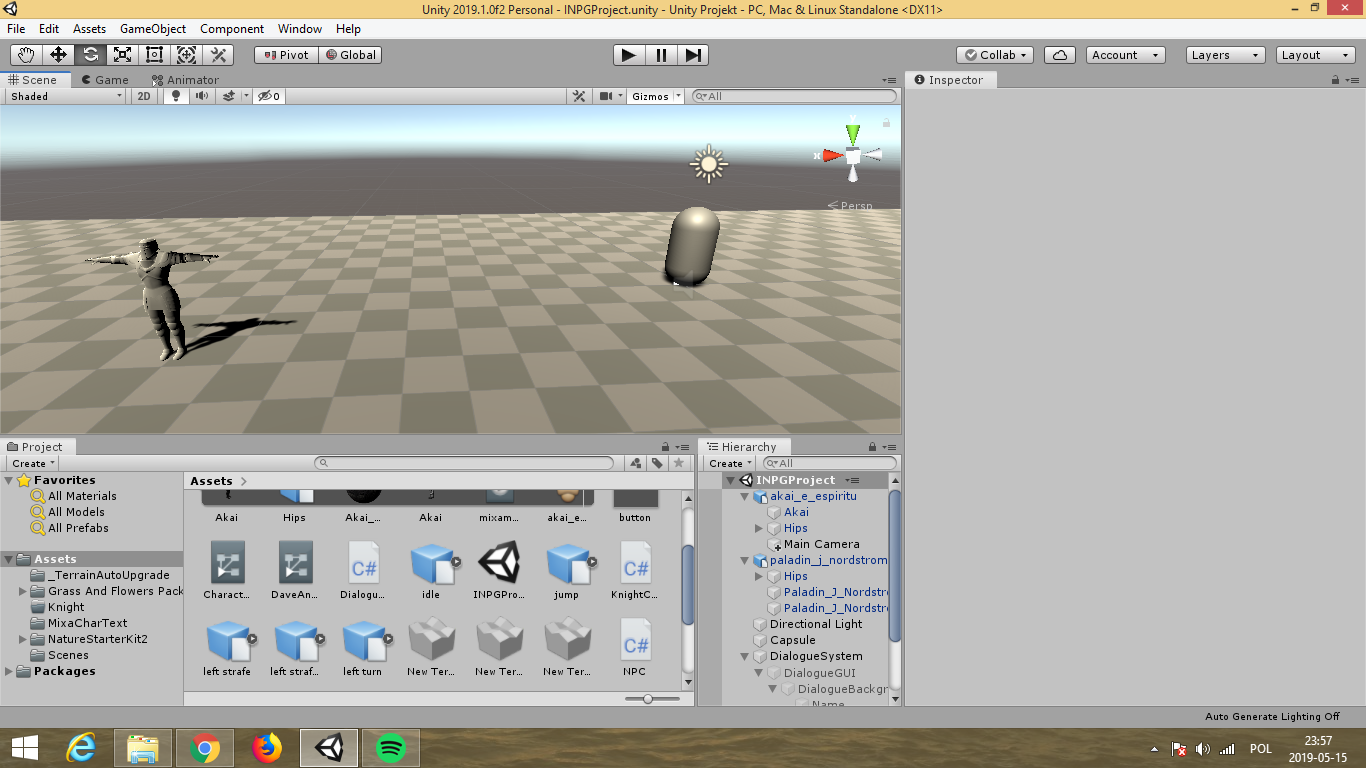 Unity 2019.1.0f2 Personal - INPGProject.unity - Unity Projekt - PC, Mac & Linux Standalone <DX11>
File Edit Assets GameObject Component Window Help
Pivot Global Collab Account Layers Layout
Scene Game Animator Inspector
Shaded 2D 0 Gizmos All
y
x
Persp
Project
Create
Favorites
All Materials
All Models
All Prefabs
Assets
_TerrainAutoUpgrade
Grass And Flowers Pack
Knight
MixaCharText
NatureStarterKit2
Scenes
Packages
Assets
Akai Hips Akai_... Akai mixam... akai_e... button
Charact... DaveAn... Dialogu... idle INPGPro... jump KnightC...
C# C#
left strafe left straf... left turn New Ter... New Ter... New Ter... NPC
C#
Hierarchy
Create All
INPGProject
akai_e_espiritu
Akai
Hips
Main Camera
paladin_j_nordstrom
Hips
Paladin_J_Nordstr
Paladin_J_Nordstr
Directional Light
Capsule
DialogueSystem
DialogueGUI
DialogueBackgr
Name
Auto Generate Lighting Off
POL
23:57
2019-05-15